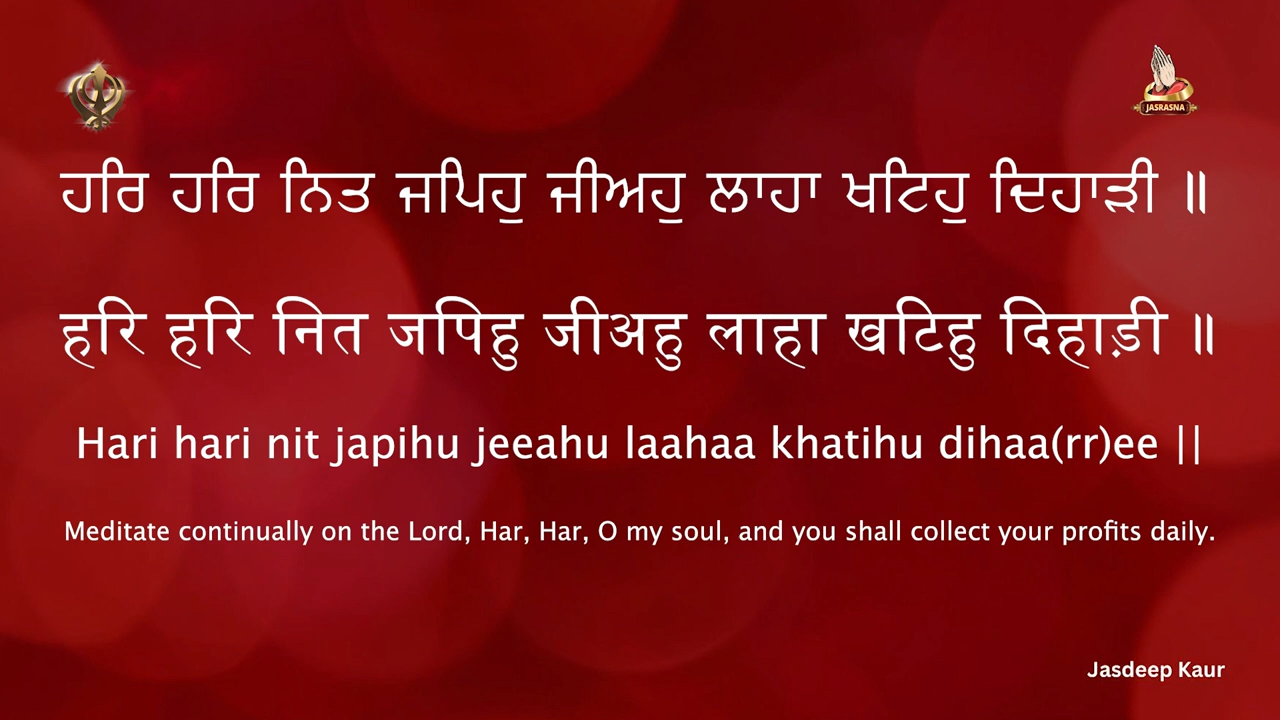 JASRASNA
ਹਰਿ ਹਰਿ ਨਿਤ ਜਪਿਹੁ ਜੀਅਹੁ ਲਾਹਾ ਖਟਿਹੁ ਦਿਹਾੜੀ ॥
हरि हरि नित जपिहु जीअहु लाहा खटिहु दिहाड़ी ॥
Hari hari nit japihu jeeahu laahaa khatihu dihaa(rr)ee ||
Meditate continually on the Lord, Har, Har, O my soul, and you shall collect your profits daily.
Jasdeep Kaur